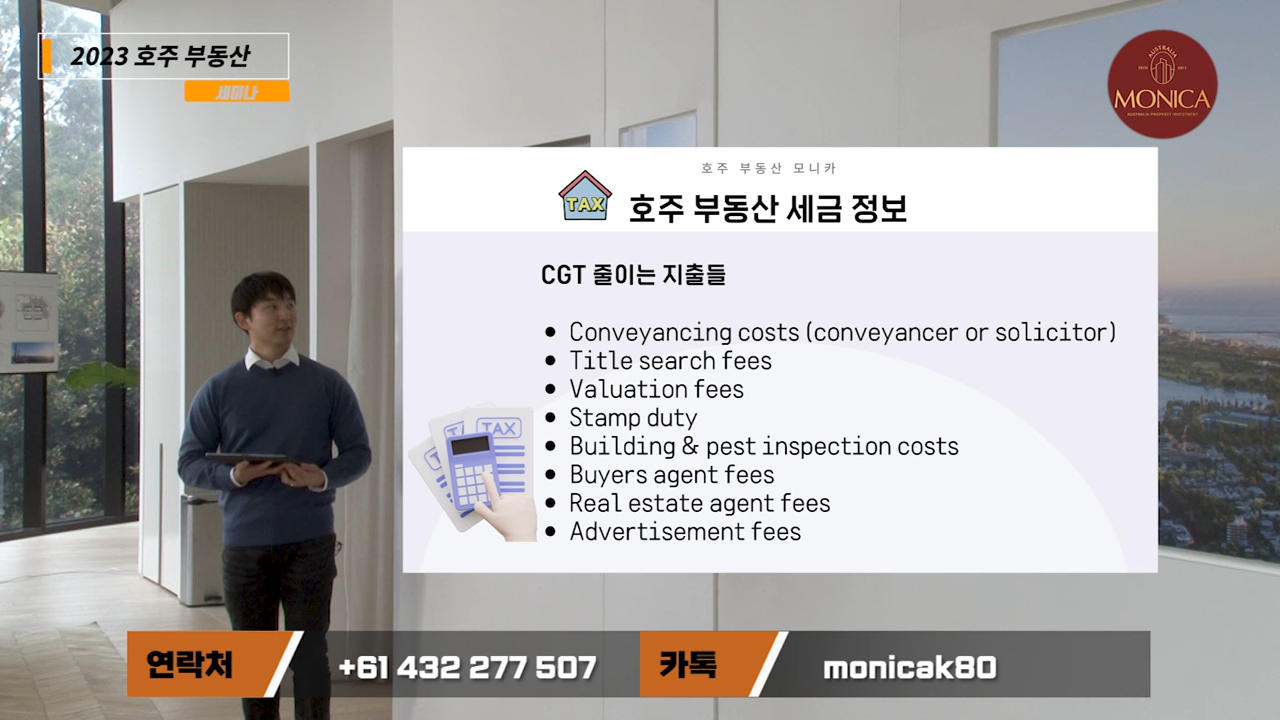 2023 호주 부동산
세미나
AUSTRALIA
MONICA
AUSTRALIA PROPERTY INVESTMENT
호주 부동산 모니카
TAX
호주 부동산 세금 정보
CGT 줄이는 지출들
• Conveyancing costs (conveyancer or solicitor)
• Title search fees
• Valuation fees
• Stamp duty
• Building & pest inspection costs
• Buyers agent fees
• Real estate agent fees
• Advertisement fees
TAX
연락처
+61 432 277 507
카톡
monicak80